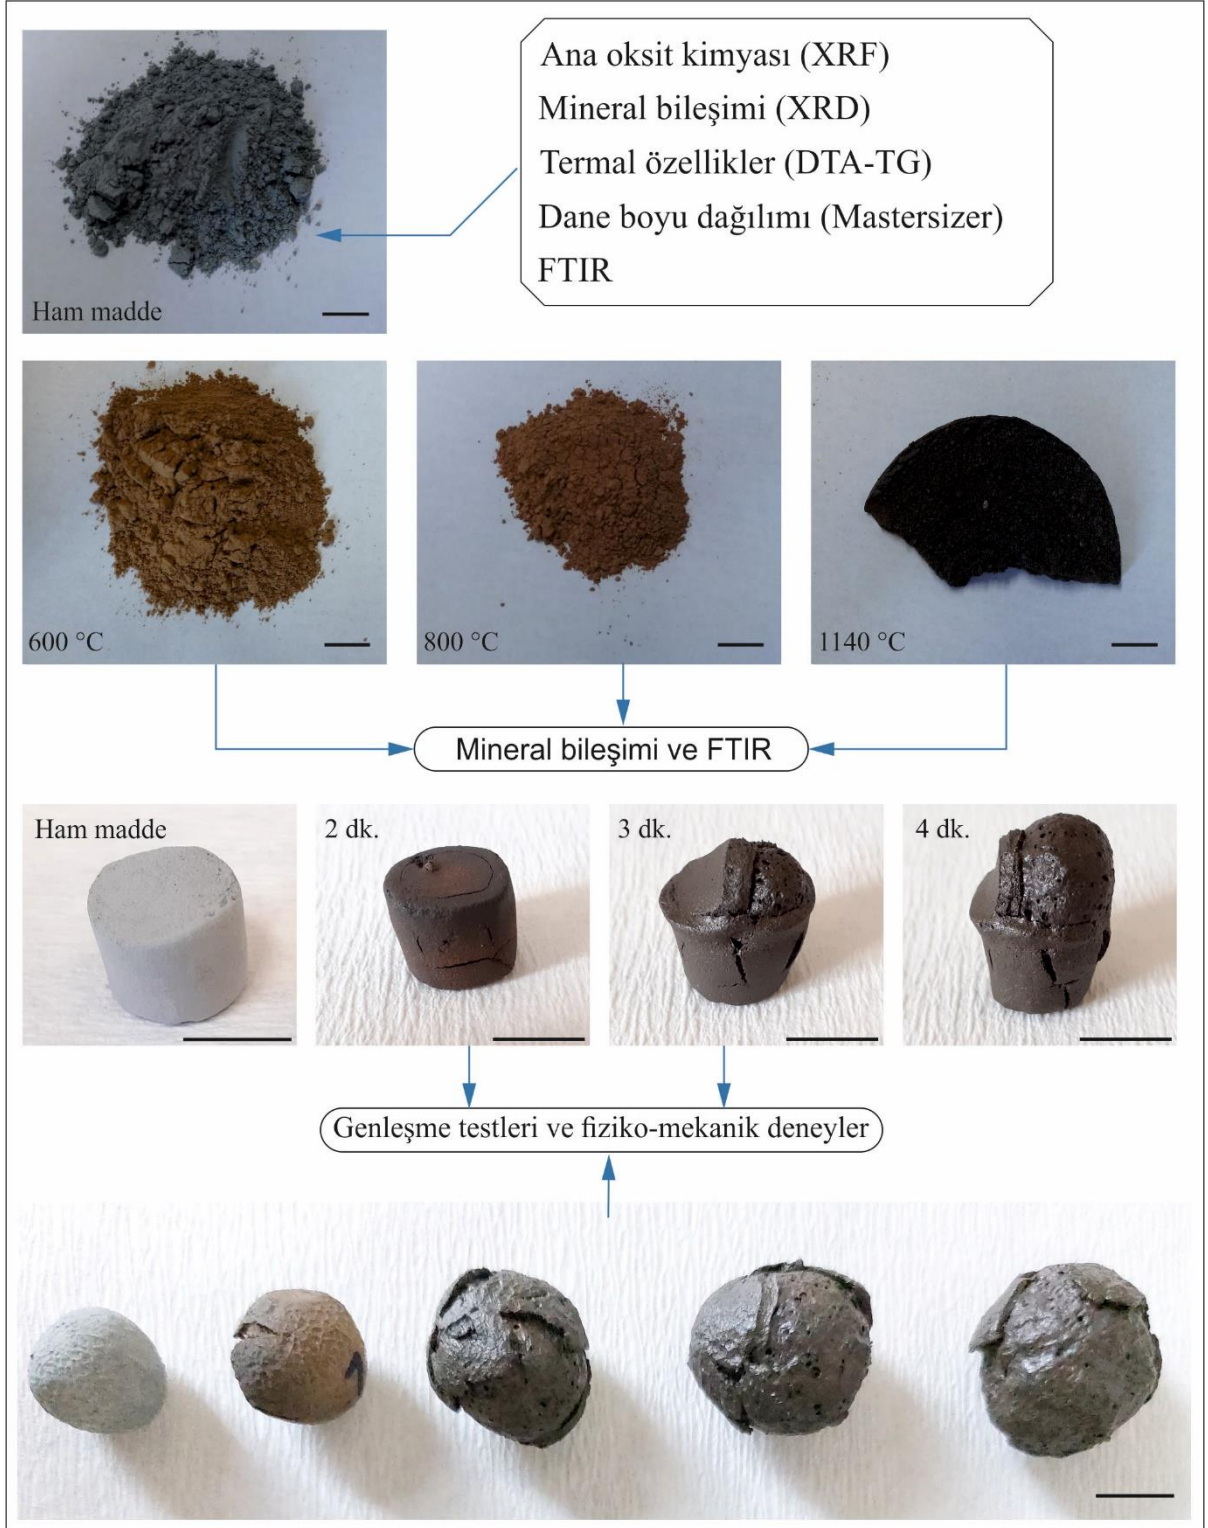 Ana oksit kimyası (XRF)
Mineral bileşimi (XRD)
Termal özellikler (DTA-TG)
Dane boyu dağılımı (Mastersizer)
FTIR
Ham madde
600 °C
800 °C
1140 °C
Mineral bileşimi ve FTIR
Ham madde
2 dk.
3 dk.
4 dk.
Genleşme testleri ve fiziko-mekanik deneyler